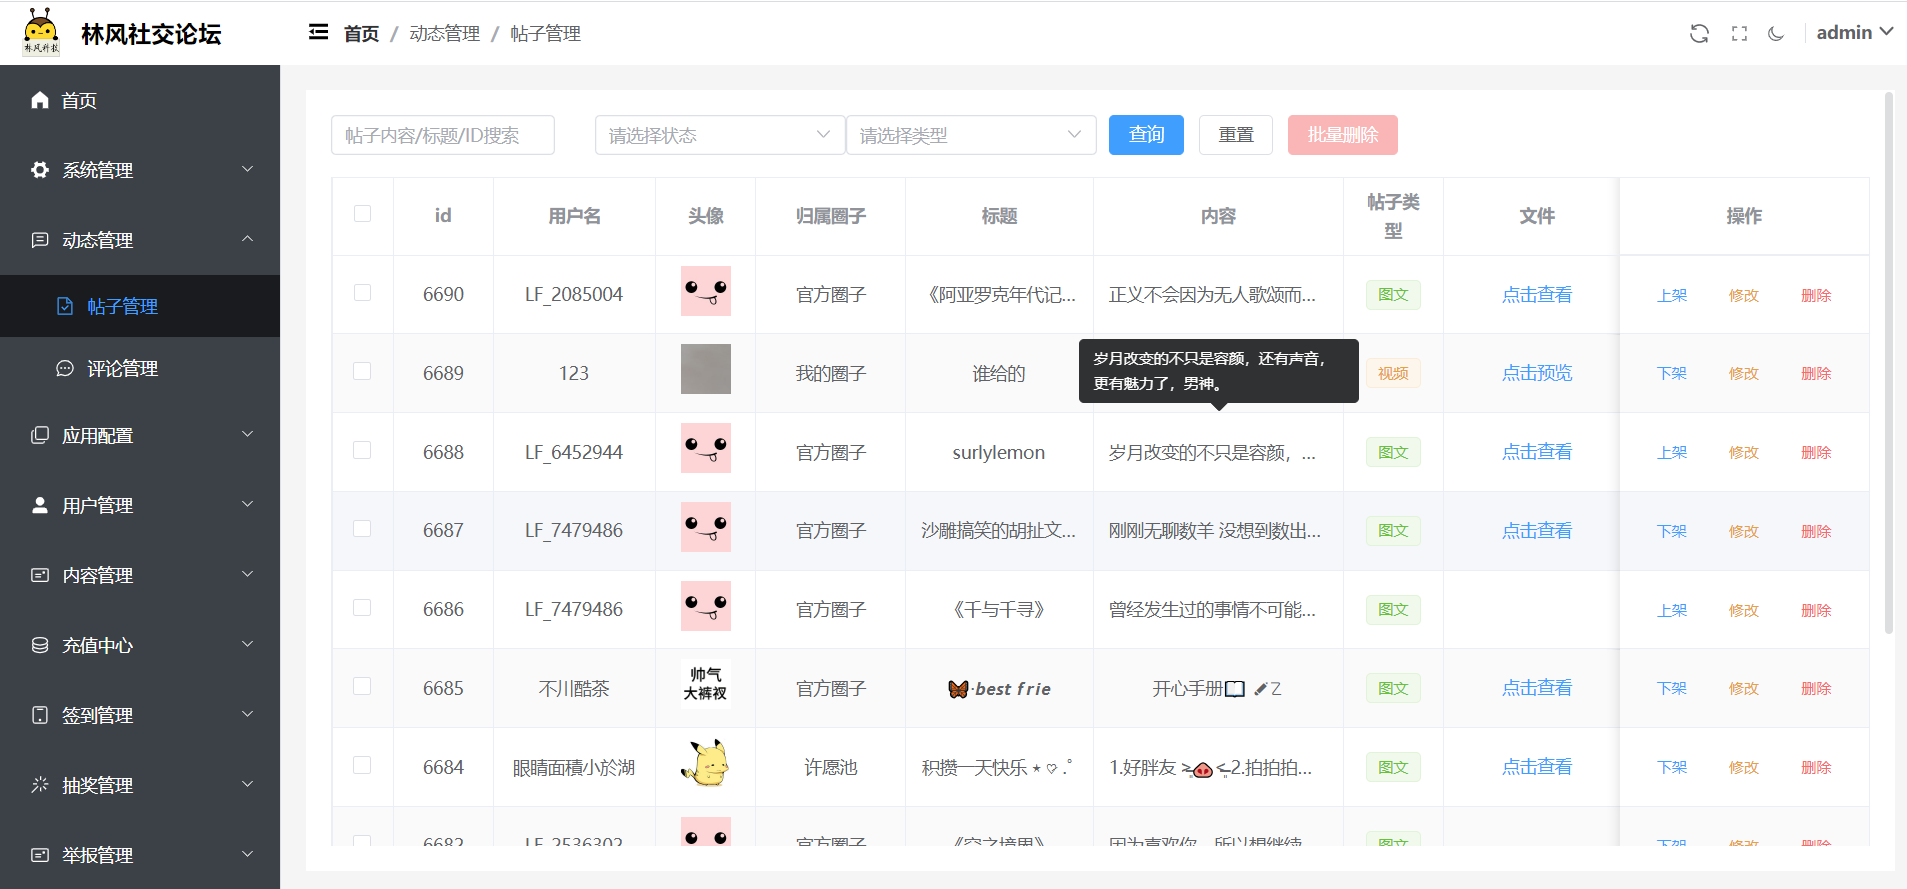 林风科技
林风社交论坛
首页 / 动态管理 / 帖子管理
admin
首页
系统管理
动态管理
帖子管理
评论管理
应用配置
用户管理
内容管理
充值中心
签到管理
抽奖管理
举报管理
帖子内容/标题/ID搜索
请选择状态
请选择类型
查询
重置
批量删除
id 用户名 头像 归属圈子 标题 内容 帖子类型 文件 操作
6690 LF_2085004 官方圈子 《阿亚罗克年代记... 正义不会因为无人歌颂而... 图文 点击查看 上架 修改 删除
6689 123 我的圈子 谁给的 视频 点击预览 下架 修改 删除
岁月改变的不只是容颜，还有声音，
更有魅力了，男神。
6688 LF_6452944 官方圈子 surlylemon 岁月改变的不只是容颜，... 图文 点击查看 上架 修改 删除
6687 LF_7479486 官方圈子 沙雕搞笑的胡扯文... 刚刚无聊数羊 没想到数出... 图文 点击查看 下架 修改 删除
6686 LF_7479486 官方圈子 《千与千寻》 曾经发生过的事情不可能... 图文 上架 修改 删除
6685 不川酷茶 帅气
大裤衩
官方圈子 🦋·best frie 开心手册📖 ✐Z 图文 点击查看 下架 修改 删除
6684 眼睛面積小於湖 许愿池 积攒一天快乐 ⋆ ♡ .˚ 1.好胖友 ≥🐽≤2.拍拍拍... 图文 点击查看 下架 修改 删除
6682 LF_2536302 官方圈子 《空之境界》 因为喜欢你，所以想继续 图文 下架 修改 删除